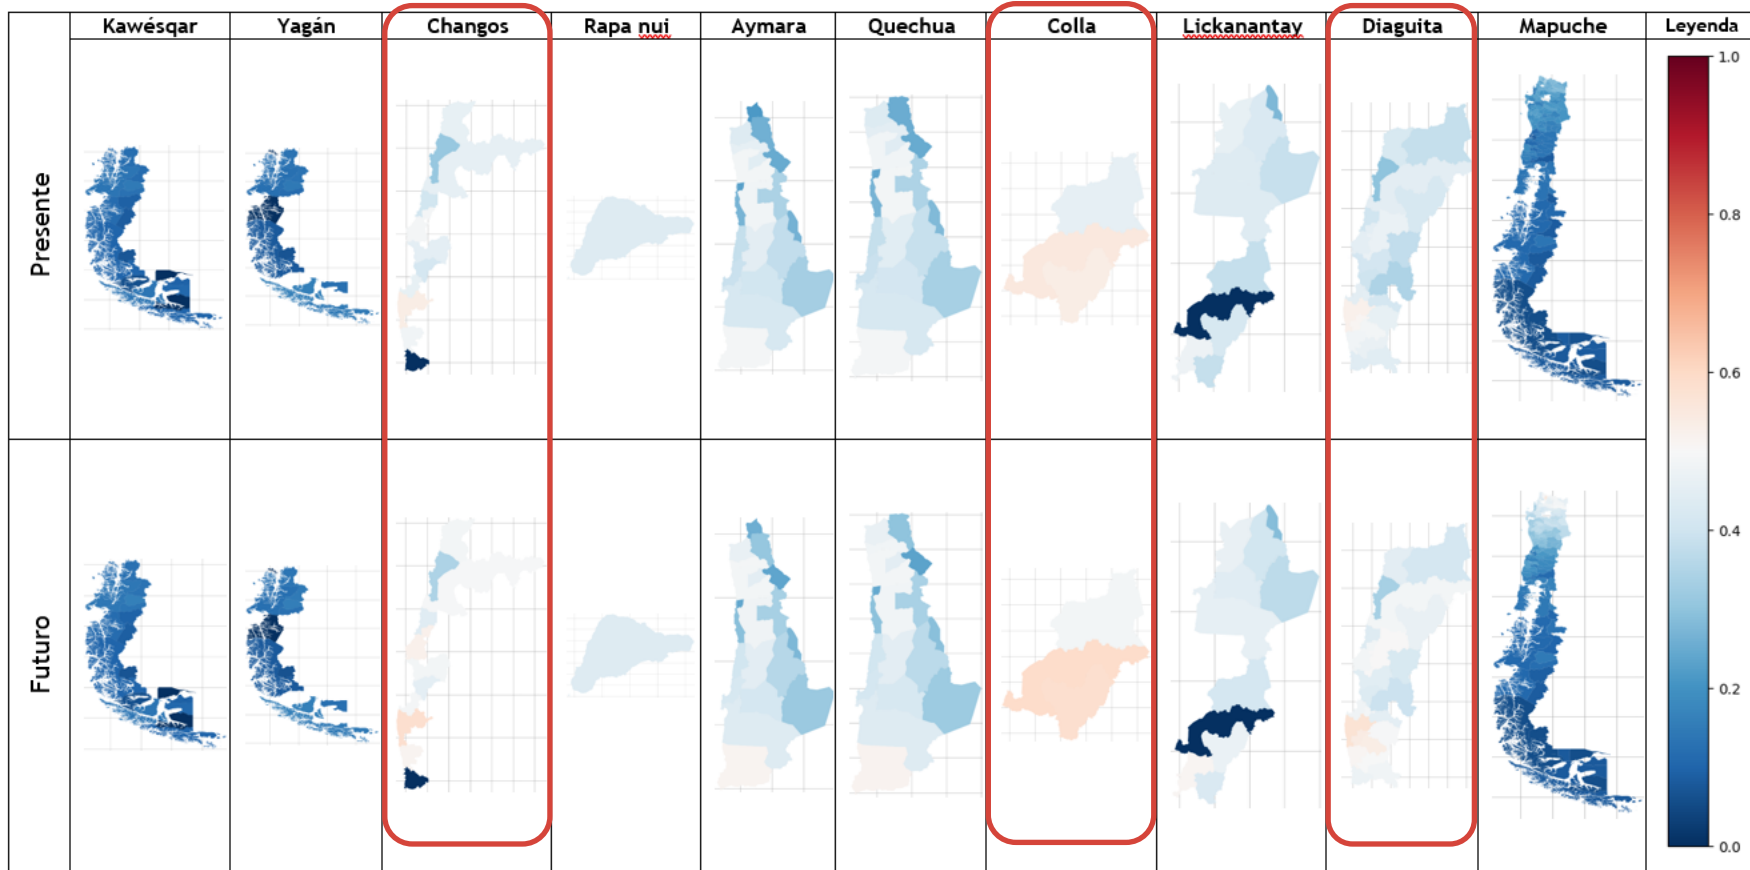 Kawésqar Yagán Changos Rapa nui Aymara Quechua Colla Lickanantay Diaguita Mapuche Leyenda
Presente
Futuro
1.0
0.8
0.6
0.4
0.2
0.0